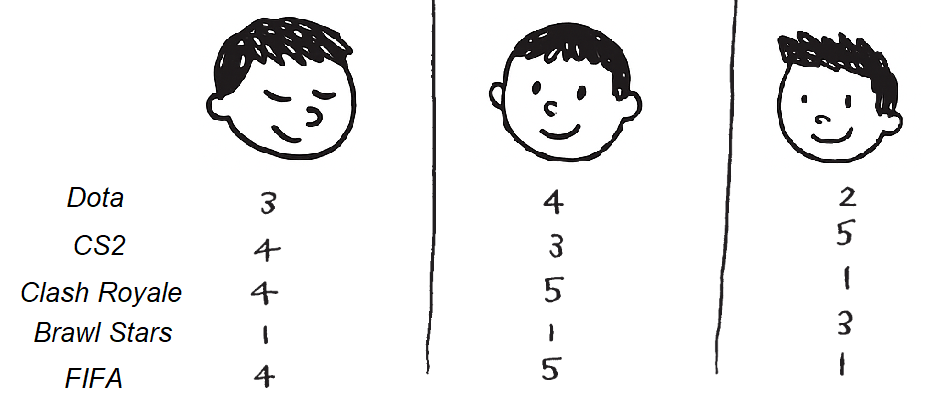 Dota 3 4 2
CS2 4 3 5
Clash Royale 4 5 1
Brawl Stars 1 1 3
FIFA 4 5 1